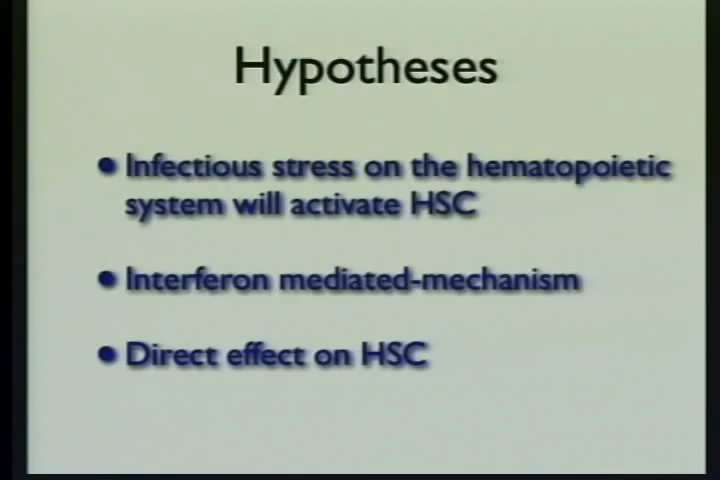 Hypotheses
• Infectious stress on the hematopoietic
system will activate HSC
• Interferon mediated-mechanism
• Direct effect on HSC